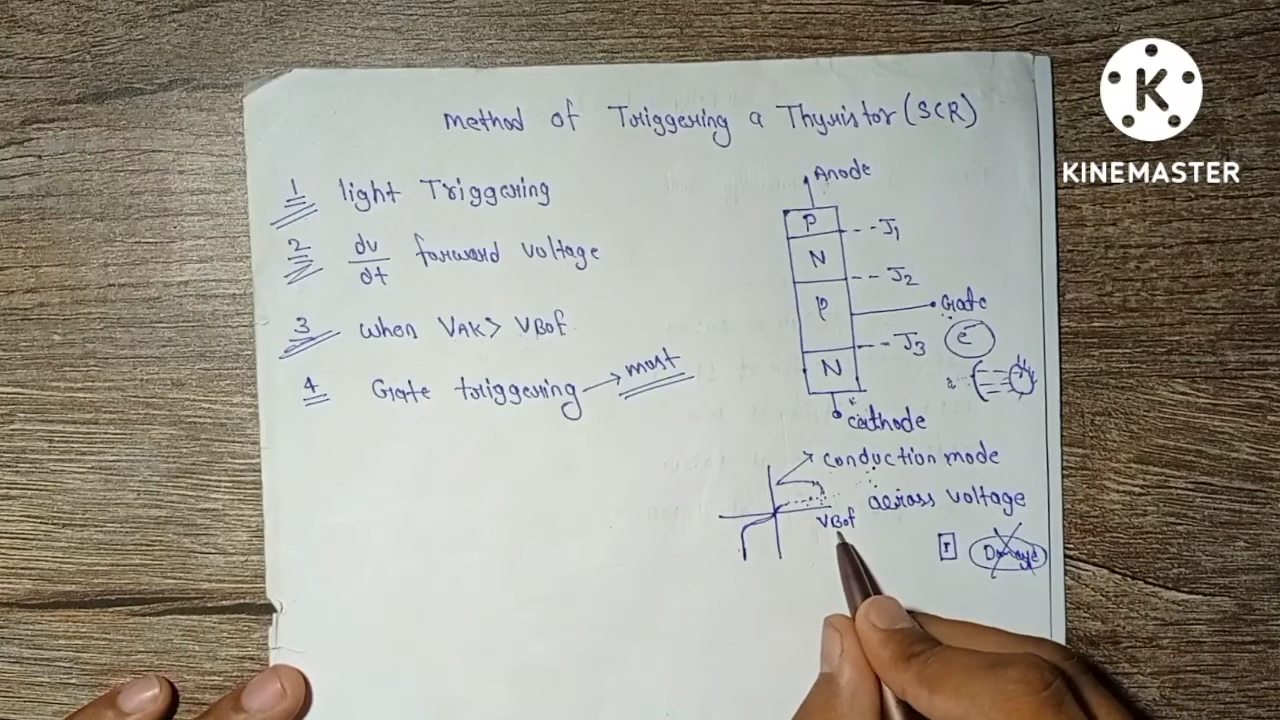 Method of Triggering a Thyristor (SCR)
1 light Triggering
2 dv/dt forward voltage
3 when VAK > VBof
4 Gate triggering → most
Anode
P
J1
N
J2
P
Gate
J3
e-
N
Cathode
conduction mode
VBof
across voltage
I
Damage
K
KINEMASTER